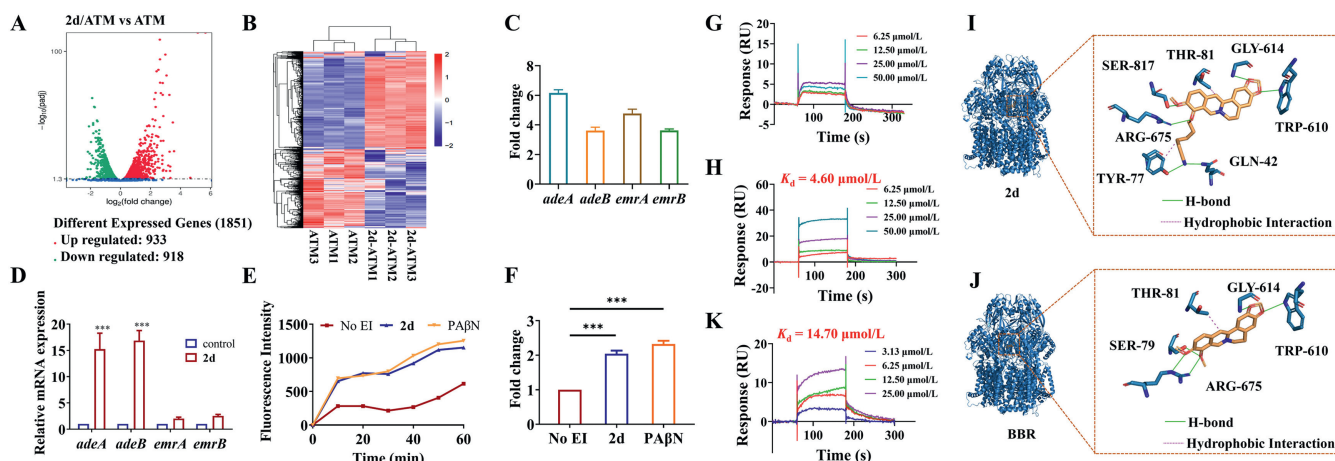 A
2d/ATM vs ATM
100
1.3
−log₁₀(padj)
-2
0
2
4
6
log₂(fold change)
Different Expressed Genes (1851)
Up regulated: 933
Down regulated: 918
B
2
1
0
−1
−2
ATM3
ATM1
ATM2
2d-ATM1
2d-ATM2
2d-ATM3
C
Fold change
8
6
4
2
0
adeA
adeB
emrA
emrB
D
Relative mRNA expression
20
15
10
5
0
***
***
control
2d
adeA
adeB
emrA
emrB
E
Fluorescence Intensity
1500
1000
500
0
No EI
2d
PAβN
0
20
40
60
Time (min)
F
Fold change
3
2
1
0
***
***
No EI
2d
PAβN
G
Response (RU)
20
15
10
5
0
-5
6.25 μmol/L
12.50 μmol/L
25.00 μmol/L
50.00 μmol/L
100
200
300
Time (s)
H
Kd = 4.60 μmol/L
Response (RU)
60
40
20
0
-20
6.25 μmol/L
12.50 μmol/L
25.00 μmol/L
50.00 μmol/L
100
200
300
Time (s)
K
Kd = 14.70 μmol/L
Response (RU)
20
15
10
5
0
-5
3.13 μmol/L
6.25 μmol/L
12.50 μmol/L
25.00 μmol/L
100
200
300
400
Time (s)
I
2d
THR-81
GLY-614
SER-817
ARG-675
TRP-610
TYR-77
GLN-42
H-bond
Hydrophobic Interaction
J
BBR
THR-81
GLY-614
SER-79
TRP-610
ARG-675
H-bond
Hydrophobic Interaction